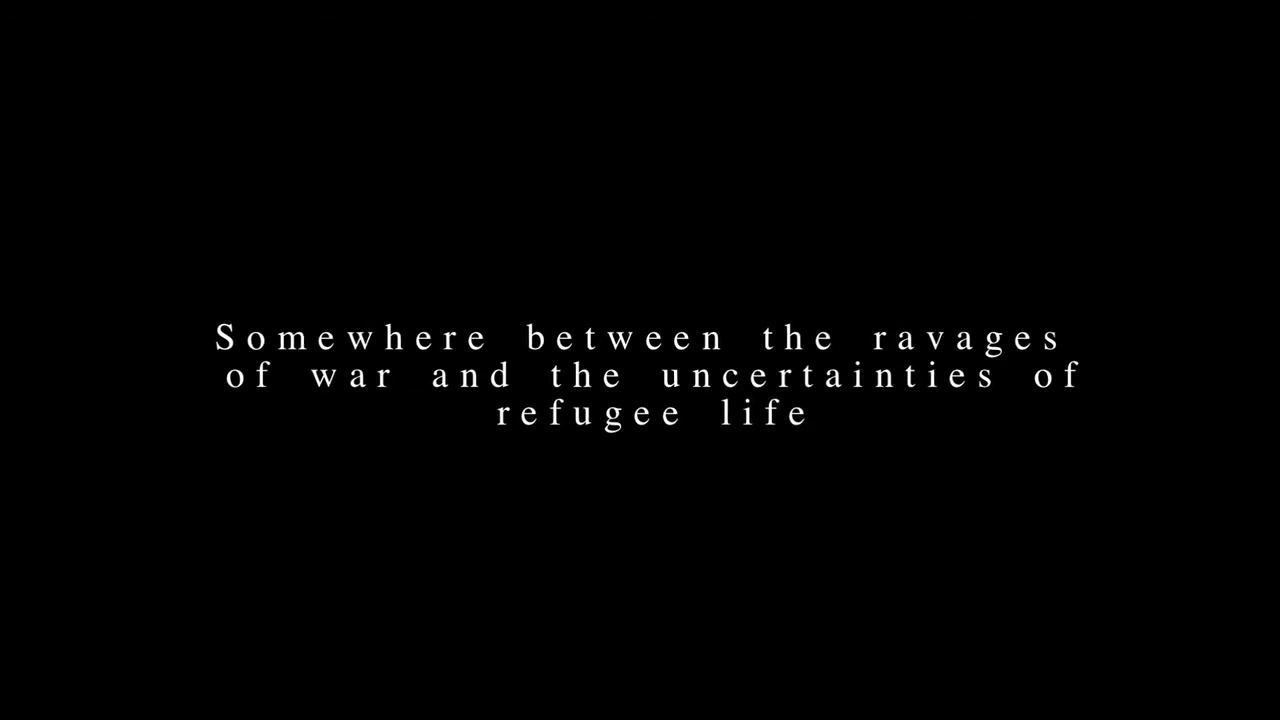 Somewhere between the ravages
of war and the uncertainties of
refugee life